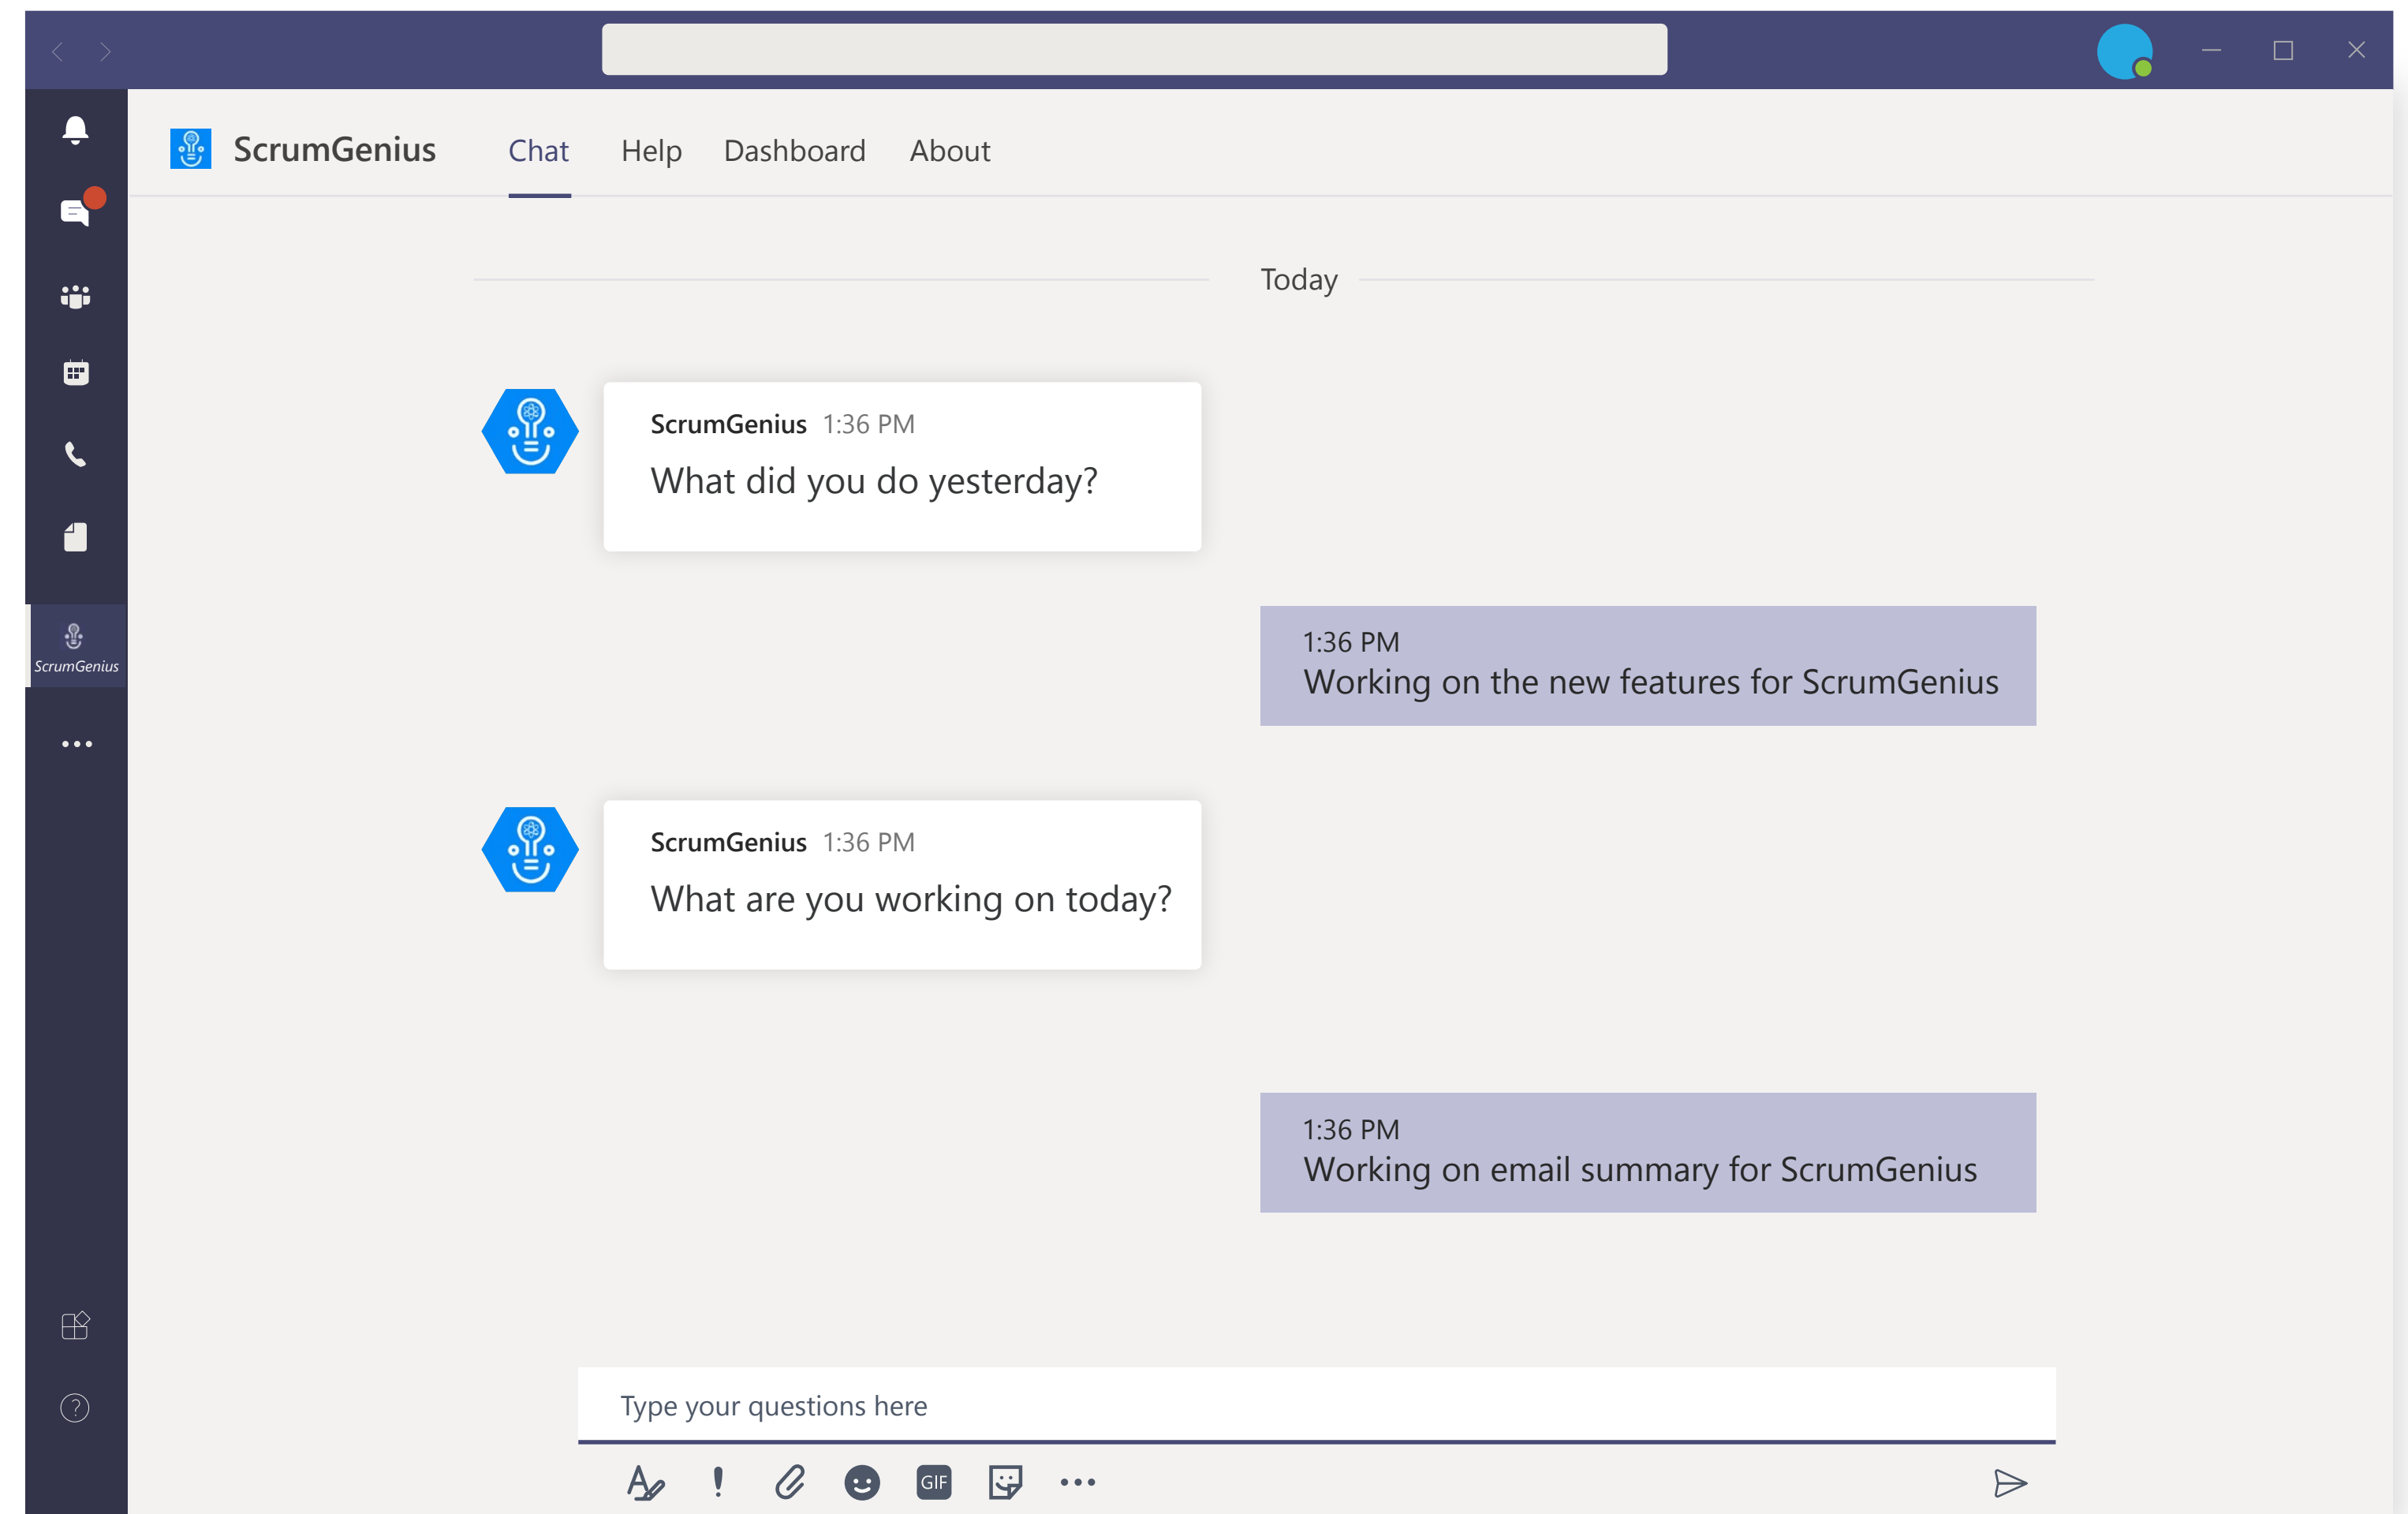 ScrumGenius Chat Help Dashboard About
Today
ScrumGenius 1:36 PM
What did you do yesterday?
1:36 PM
Working on the new features for ScrumGenius
ScrumGenius
ScrumGenius 1:36 PM
What are you working on today?
1:36 PM
Working on email summary for ScrumGenius
Type your questions here
GIF